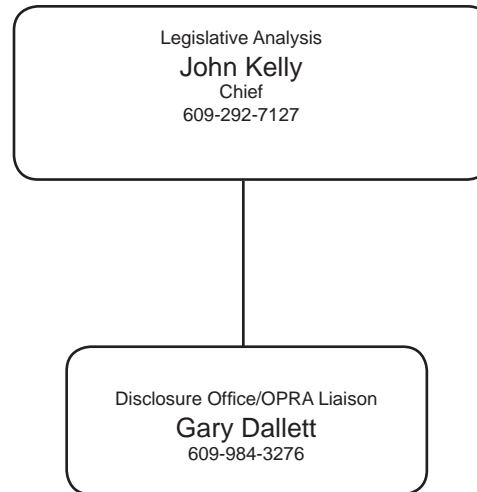 Legislative Analysis
John Kelly
Chief
609-292-7127
Disclosure Office/OPRA Liaison
Gary Dallett
609-984-3276